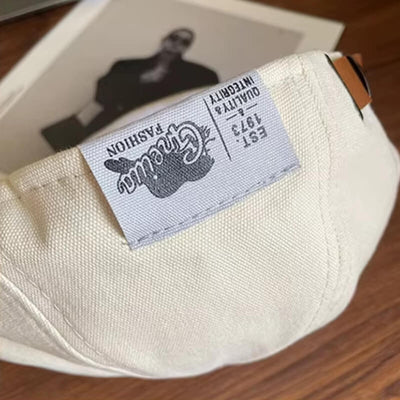 FASHION
EST.
1973
&
QUALITY &
INTEGRITY